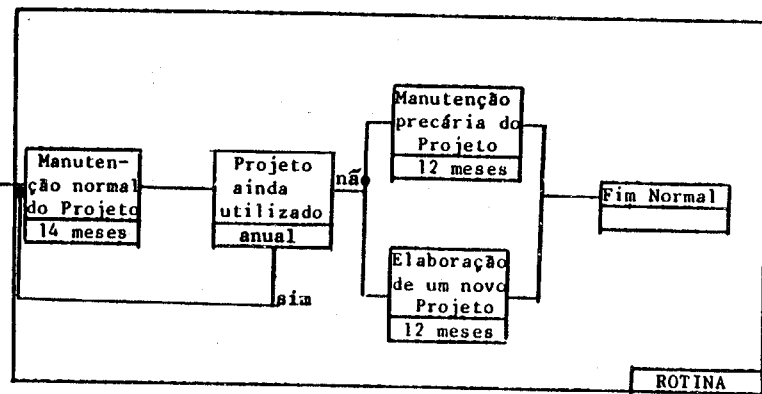 Manutenção
precária do
Projeto
12 meses
Manuten-
ção normal
do Projeto
14 meses
Projeto
ainda
utilizado
anual
nã
sim
Fim Normal
Elaboração
de um novo
Projeto
12 meses
ROTINA